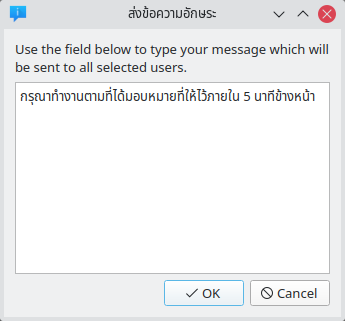 ส่งข้อความอักษระ
Use the field below to type your message which will
be sent to all selected users.
กรุณาทำงานตามที่ได้มอบหมายที่ให้ไว้ภายใน 5 นาทีข้างหน้า
OK
Cancel